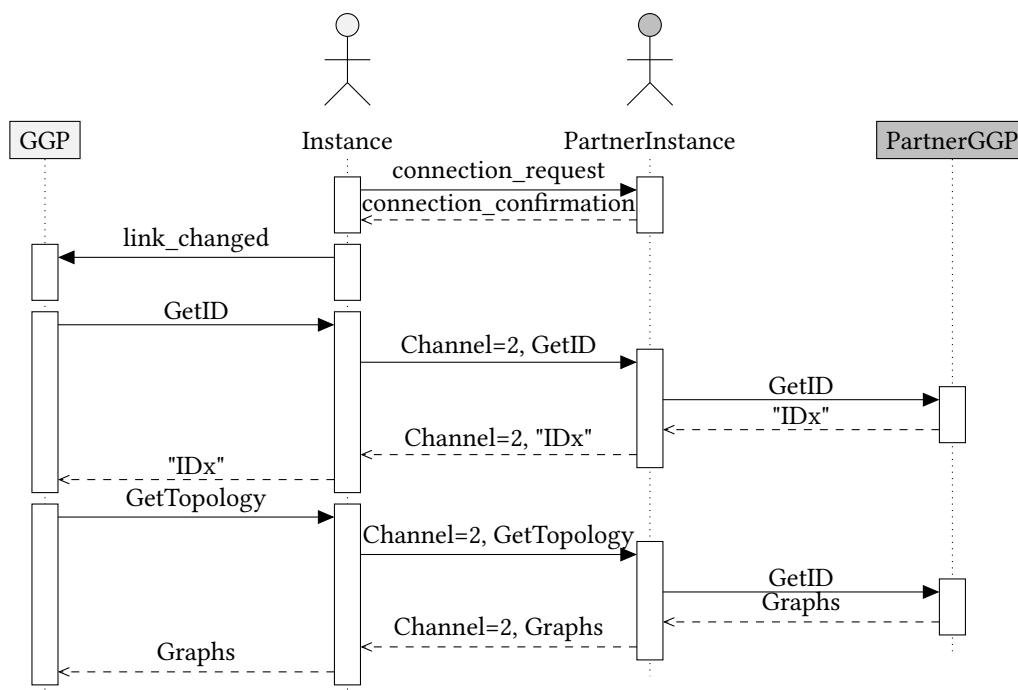 GGP
Instance
PartnerInstance
PartnerGGP
connection_request
connection_confirmation
link_changed
GetID
Channel=2, GetID
GetID
"IDx"
Channel=2, "IDx"
"IDx"
GetTopology
Channel=2, GetTopology
GetID
Graphs
Channel=2, Graphs
Graphs